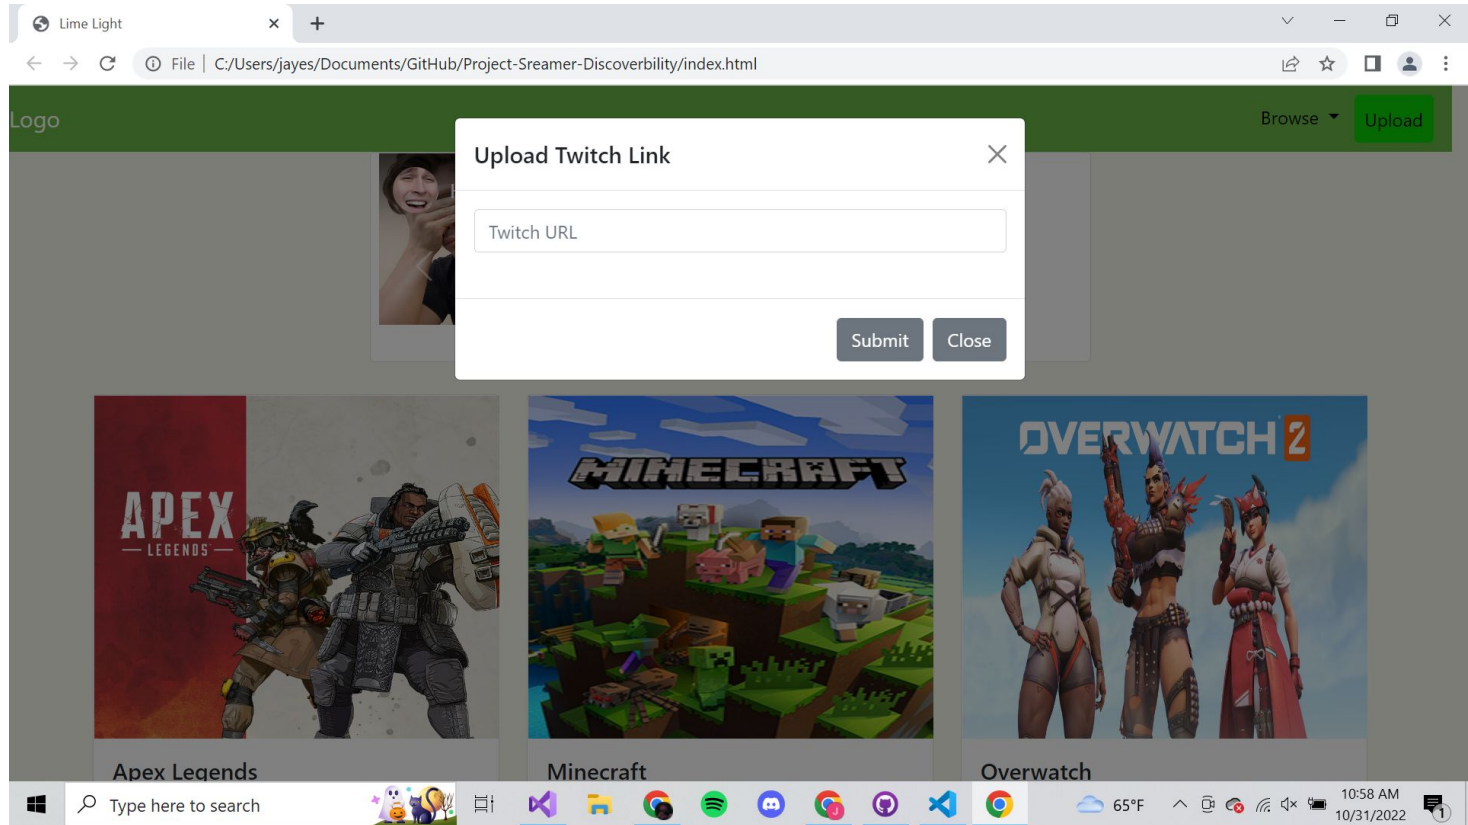 Lime Light
File C:/Users/jayes/Documents/GitHub/Project-Sreamer-Discoverbility/index.html
Logo
Browse
Upload
Upload Twitch Link
Twitch URL
Submit
Close
APEX
LEGENDS
MINECRAFT
OVERWATCH 2
Apex Legends
Minecraft
Overwatch
Type here to search
65°F
10:58 AM
10/31/2022
1